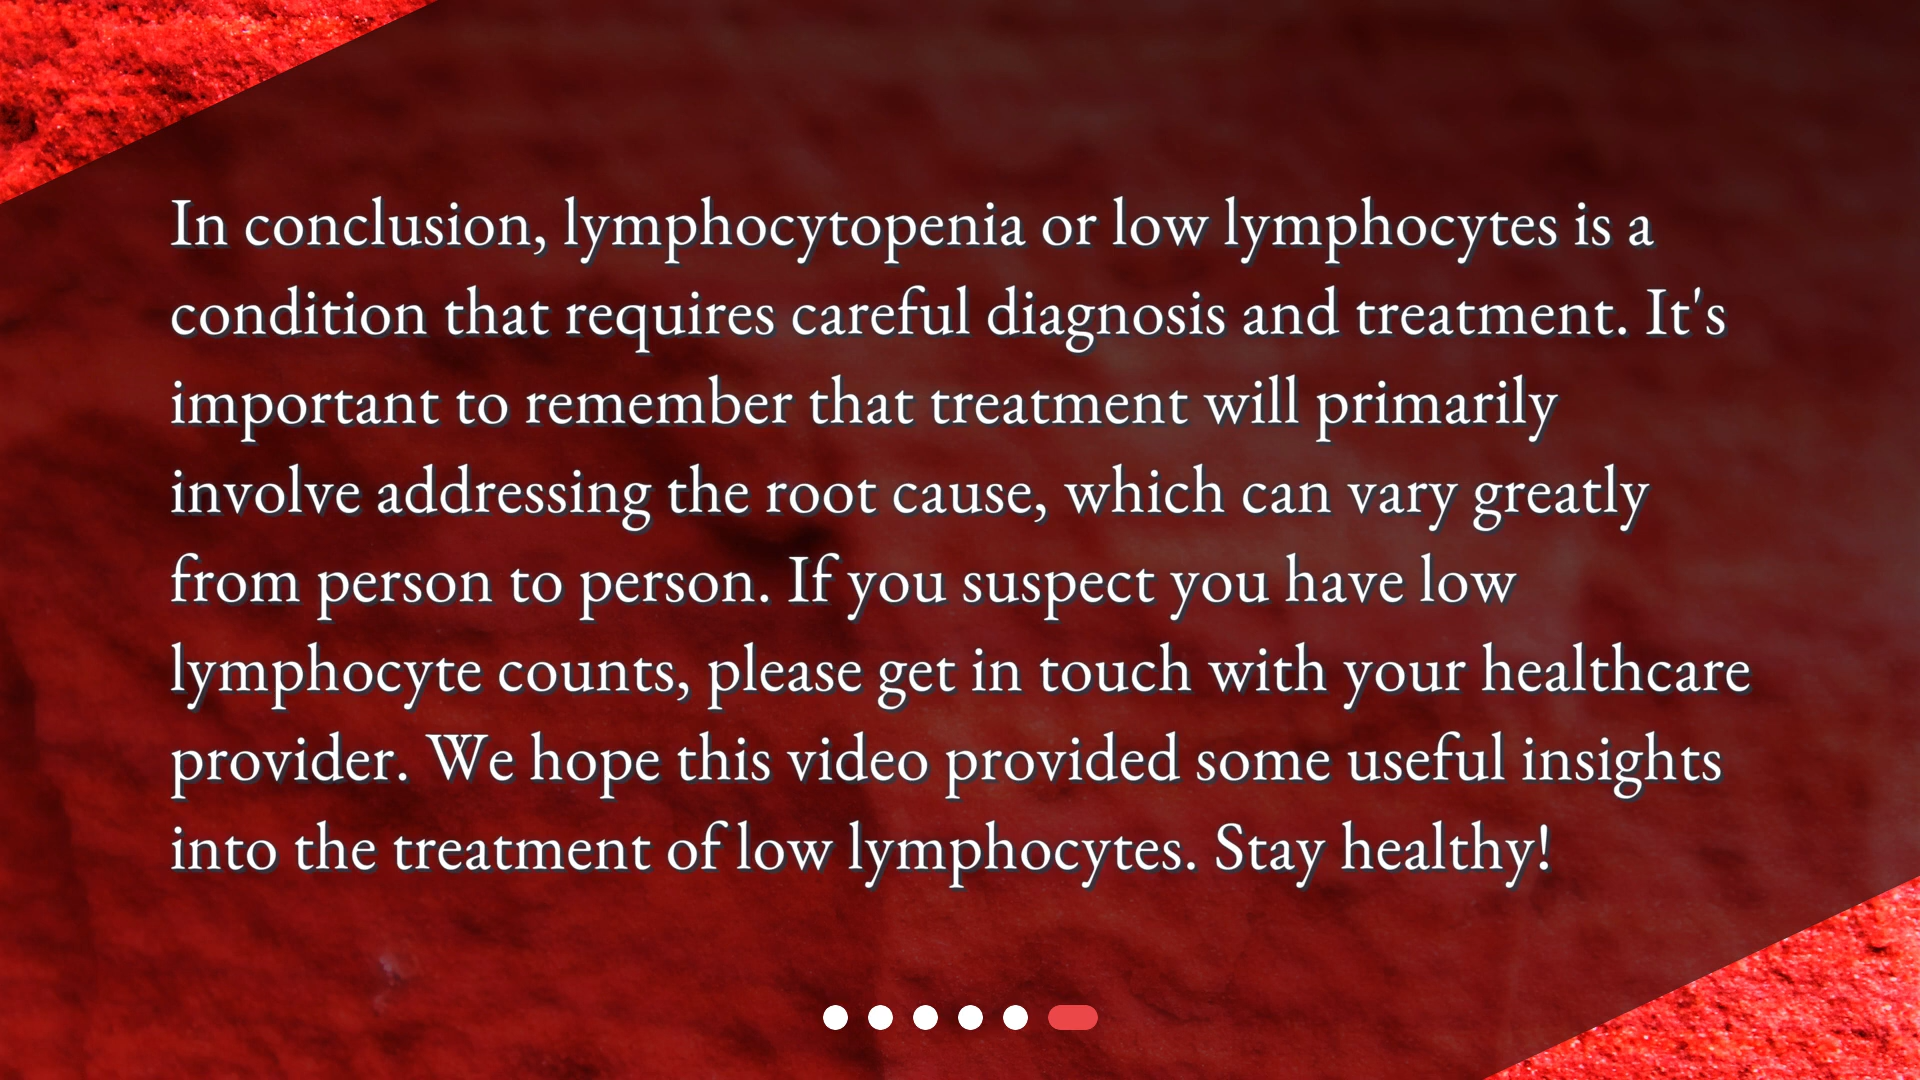 In conclusion, lymphocytopenia or low lymphocytes is a
condition that requires careful diagnosis and treatment. It's
important to remember that treatment will primarily
involve addressing the root cause, which can vary greatly
from person to person. If you suspect you have low
lymphocyte counts, please get in touch with your healthcare
provider. We hope this video provided some useful insights
into the treatment of low lymphocytes. Stay healthy!